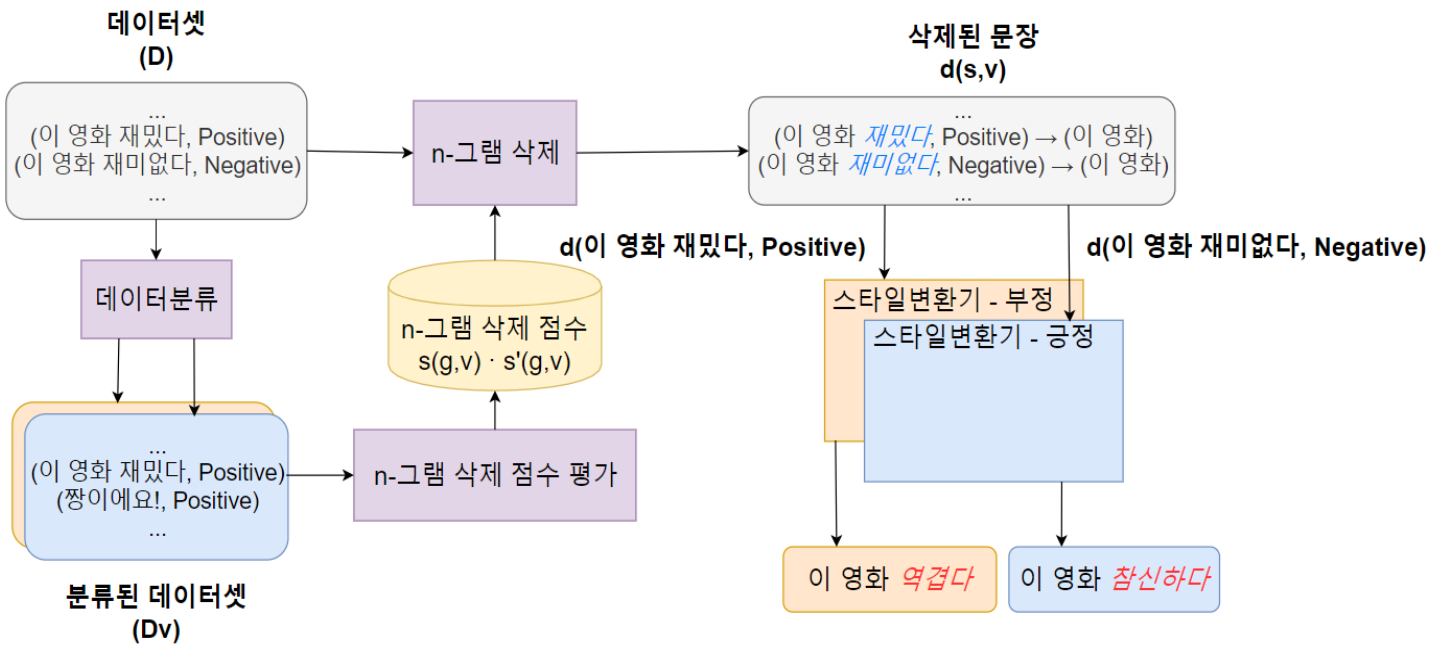 데이터셋
(D)
...
(이 영화 재밌다, Positive)
(이 영화 재미없다, Negative)
...
데이터분류
...
(이 영화 재밌다, Positive)
(짱이에요!, Positive)
...
분류된 데이터셋
(Dv)
n-그램 삭제
n-그램 삭제 점수
s(g,v) · s'(g,v)
n-그램 삭제 점수 평가
삭제된 문장
d(s,v)
...
(이 영화 재밌다, Positive) → (이 영화)
(이 영화 재미없다, Negative) → (이 영화)
...
d(이 영화 재밌다, Positive)
d(이 영화 재미없다, Negative)
스타일변환기 - 부정
스타일변환기 - 긍정
이 영화 역겹다
이 영화 참신하다